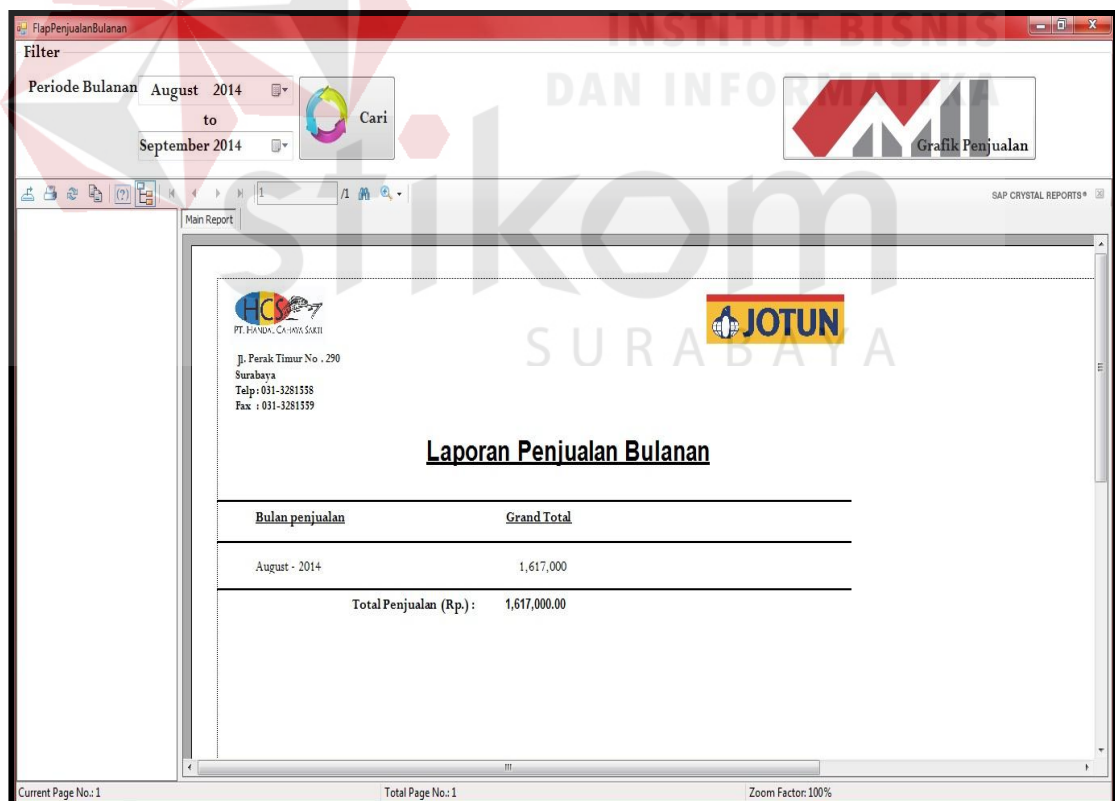 FlapPenjualanBulanan
INSTITUT BISNIS
DAN INFORMATIKA
Filter
Periode Bulanan August 2014
to
September 2014
Cari
Grafik Penjualan
stikom
SURABAYA
1 /1
SAP CRYSTAL REPORTS®
Main Report
HCS
PT. HANDAL CAHAYA SAKTI
JOTUN
Jl. Perak Timur No . 290
Surabaya
Telp : 031-3281558
Fax : 031-3281559
Laporan Penjualan Bulanan
Bulan penjualan Grand Total
August - 2014 1,617,000
Total Penjualan (Rp.) : 1,617,000.00
Current Page No.: 1 Total Page No.: 1 Zoom Factor: 100%